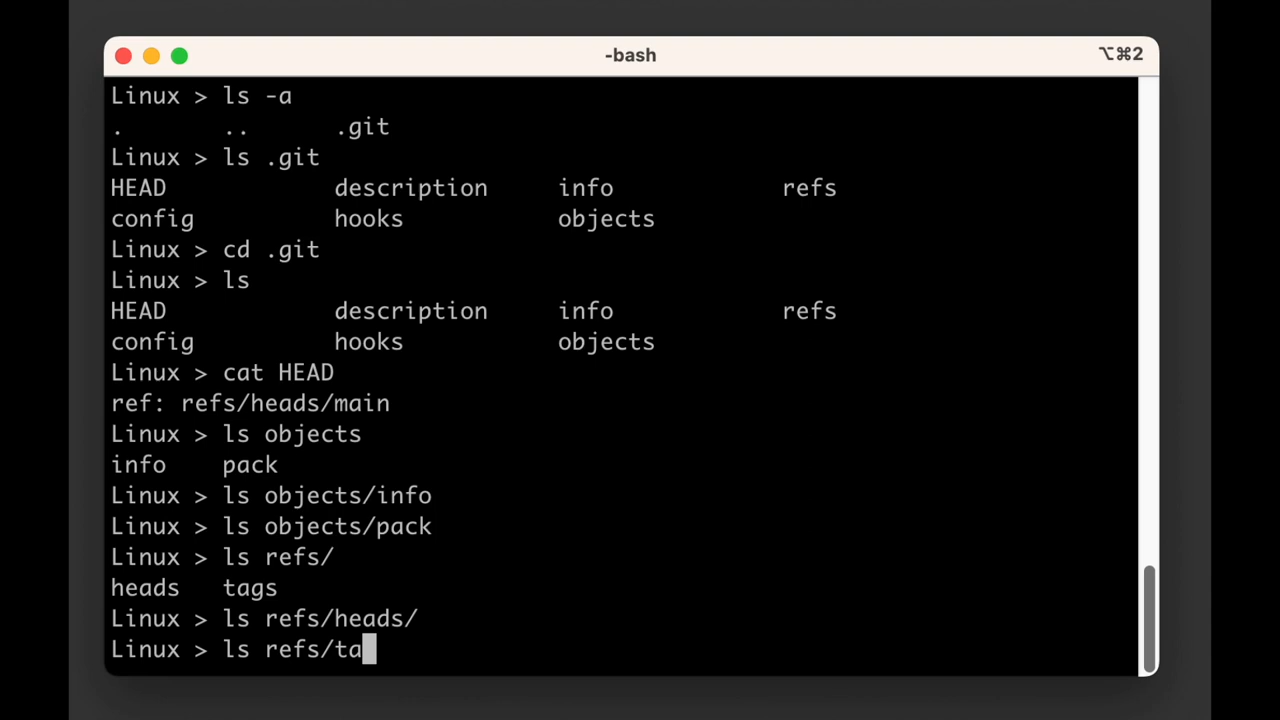 -bash
⌥⌘2
Linux > ls -a
. .. .git
Linux > ls .git
HEAD description info refs
config hooks objects
Linux > cd .git
Linux > ls
HEAD description info refs
config hooks objects
Linux > cat HEAD
ref: refs/heads/main
Linux > ls objects
info pack
Linux > ls objects/info
Linux > ls objects/pack
Linux > ls refs/
heads tags
Linux > ls refs/heads/
Linux > ls refs/ta